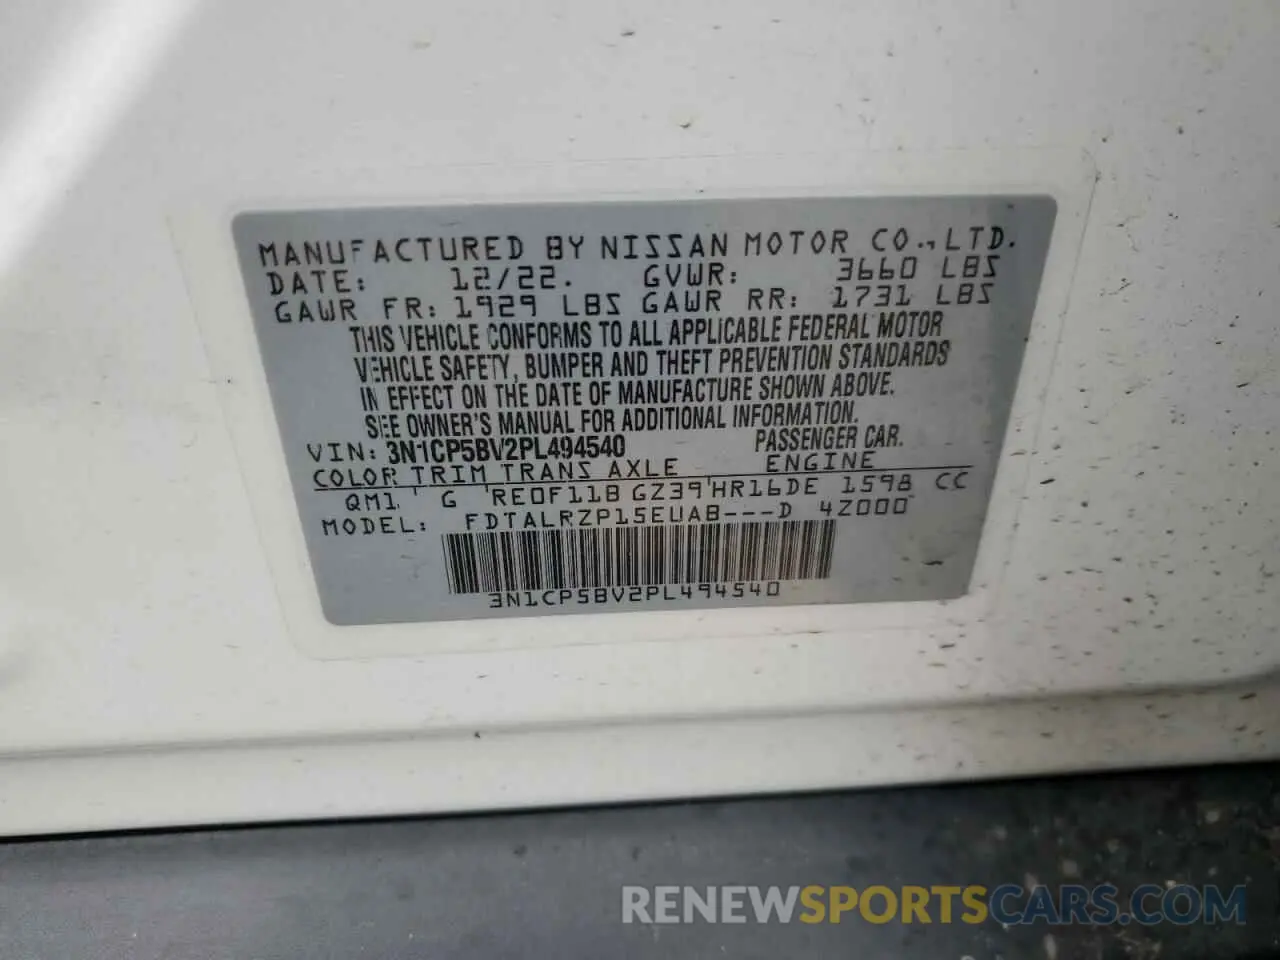 MANUFACTURED BY NISSAN MOTOR CO., LTD.
DATE: 12/22. GVWR: 3660 LBS
GAWR FR: 1929 LBS GAWR RR: 1731 LBS
THIS VEHICLE CONFORMS TO ALL APPLICABLE FEDERAL MOTOR
VEHICLE SAFETY, BUMPER AND THEFT PREVENTION STANDARDS
IN EFFECT ON THE DATE OF MANUFACTURE SHOWN ABOVE.
SEE OWNER'S MANUAL FOR ADDITIONAL INFORMATION.
VIN: 3N1CP5BV2PL494540 PASSENGER CAR.
COLOR TRIM TRANS AXLE ENGINE
QM1 G RE0F11B GZ39 HR16DE 1598 CC
MODEL: FDTALRZP15EUAB---D 4Z000
3N1CP5BV2PL494540
RENEWSPORTSCARS.COM